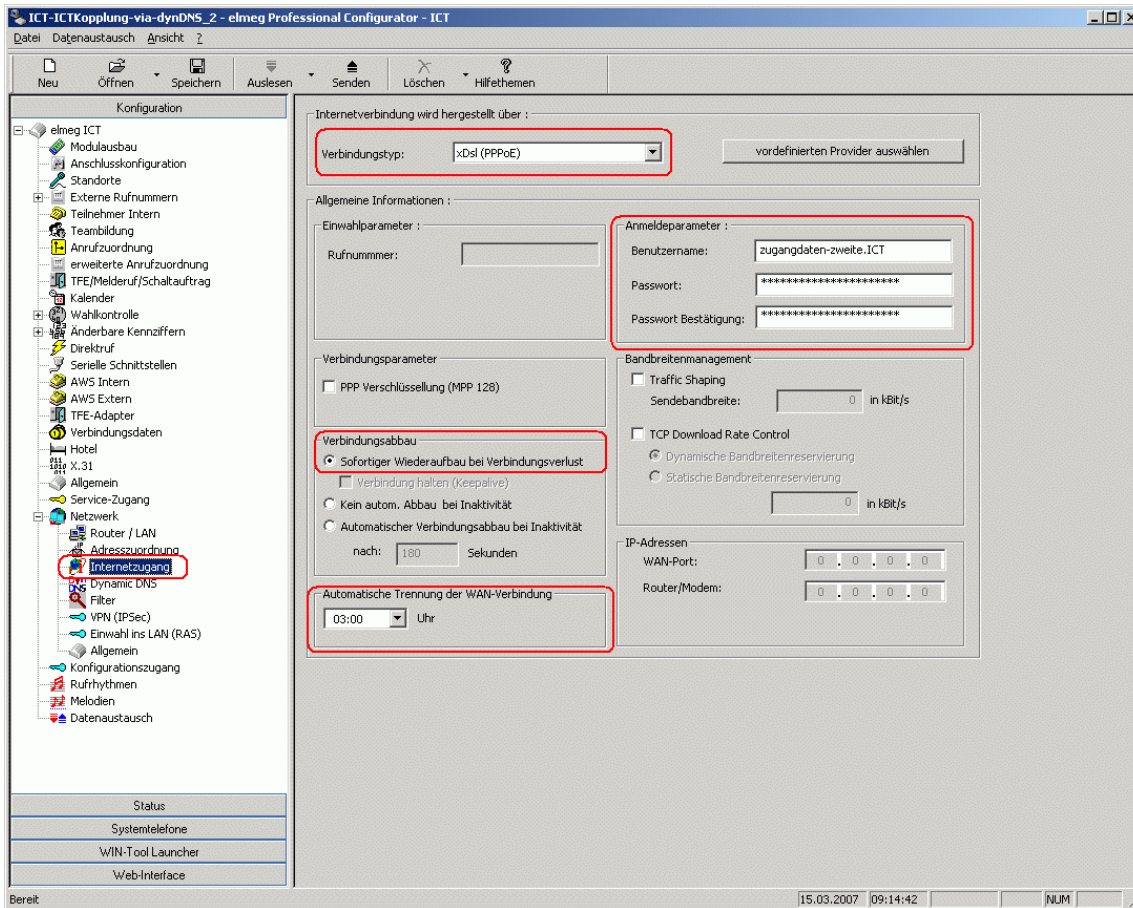 ICT-ICTKopplung-via-dynDNS_2 - elmeg Professional Configurator - ICT
Datei Datenaustausch Ansicht ?
Neu Öffnen Speichern Auslesen Senden Löschen Hilfethemen
Konfiguration
elmeg ICT
Modulausbau
Anschlusskonfiguration
Standorte
Externe Rufnummern
Teilnehmer Intern
Teambildung
Anrufzuordnung
erweiterte Anrufzuordnung
TFE/Melderuf/Schaltauftrag
Kalender
Wahlkontrolle
Änderbare Kennziffern
Direktruf
Serielle Schnittstellen
AWS Intern
AWS Extern
TFE-Adapter
Verbindungsdaten
Hotel
X.31
Allgemein
Service-Zugang
Netzwerk
Router / LAN
Adresszuordnung
Internetzugang
Dynamic DNS
Filter
VPN (IPSec)
Einwahl ins LAN (RAS)
Allgemein
Konfigurationszugang
Rufrhythmen
Melodien
Datenaustausch
Status
Systemtelefone
WIN-Tool Launcher
Web-Interface
Internetverbindung wird hergestellt über :
Verbindungstyp: xDsl (PPPoE)
vordefinierten Provider auswählen
Allgemeine Informationen :
Einwahlparameter :
Rufnummmer:
Anmeldeparameter :
Benutzername: zugangdaten-zweite.ICT
Passwort: **********************
Passwort Bestätigung: **********************
Verbindungsparameter
PPP Verschlüssellung (MPP 128)
Bandbreitenmanagement
Traffic Shaping
Sendebandbreite: 0 in kBit/s
TCP Download Rate Control
Dynamische Bandbreitenreservierung
Statische Bandbreitenreservierung
0 in kBit/s
Verbindungsabbau
Sofortiger Wiederaufbau bei Verbindungsverlust
Verbindung halten (Keepalive)
Kein autom. Abbau bei Inaktivität
Automatischer Verbindungsabbau bei Inaktivität
nach: 180 Sekunden
IP-Adressen
WAN-Port: 0 . 0 . 0 . 0
Router/Modem: 0 . 0 . 0 . 0
Automatische Trennung der WAN-Verbindung
03:00 Uhr
Bereit
15.03.2007 09:14:42 NUM